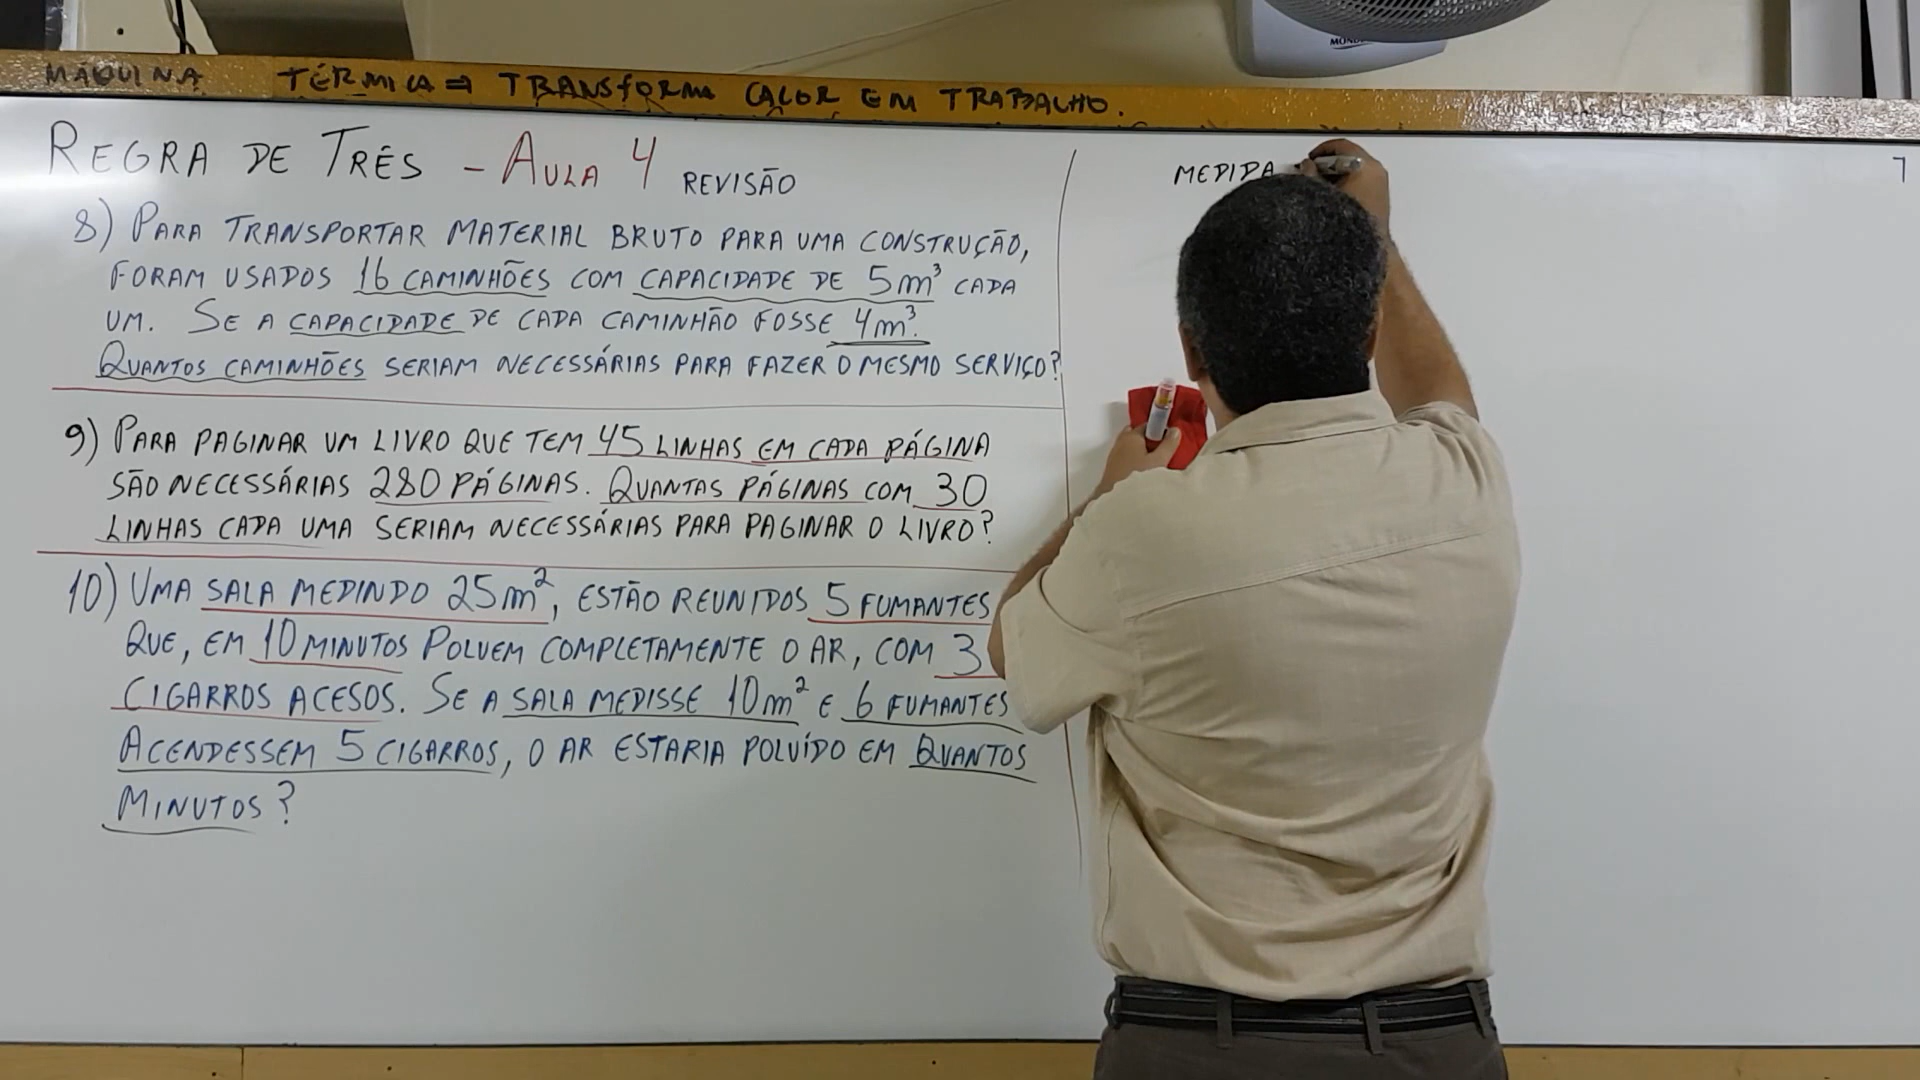 MÁQUINA TÉRMICA ⇒ TRANSFORMA CALOR EM TRABALHO.
REGRA DE TRÊS - AULA 4 REVISÃO
8) PARA TRANSPORTAR MATERIAL BRUTO PARA UMA CONSTRUÇÃO,
FORAM USADOS 16 CAMINHÕES COM CAPACIDADE DE 5m³ CADA
UM. SE A CAPACIDADE DE CADA CAMINHÃO FOSSE 4m³.
QUANTOS CAMINHÕES SERIAM NECESSÁRIAS PARA FAZER O MESMO SERVIÇO?
9) PARA PAGINAR UM LIVRO QUE TEM 45 LINHAS EM CADA PÁGINA
SÃO NECESSÁRIAS 280 PÁGINAS. QUANTAS PÁGINAS COM 30
LINHAS CADA UMA SERIAM NECESSÁRIAS PARA PAGINAR O LIVRO?
10) UMA SALA MEDINDO 25m², ESTÃO REUNIDOS 5 FUMANTES
QUE, EM 10 MINUTOS POLUEM COMPLETAMENTE O AR, COM 3
CIGARROS ACESOS. SE A SALA MEDISSE 10m² E 6 FUMANTES
ACENDESSEM 5 CIGARROS, O AR ESTARIA POLUÍDO EM QUANTOS
MINUTOS?
MEDIDA